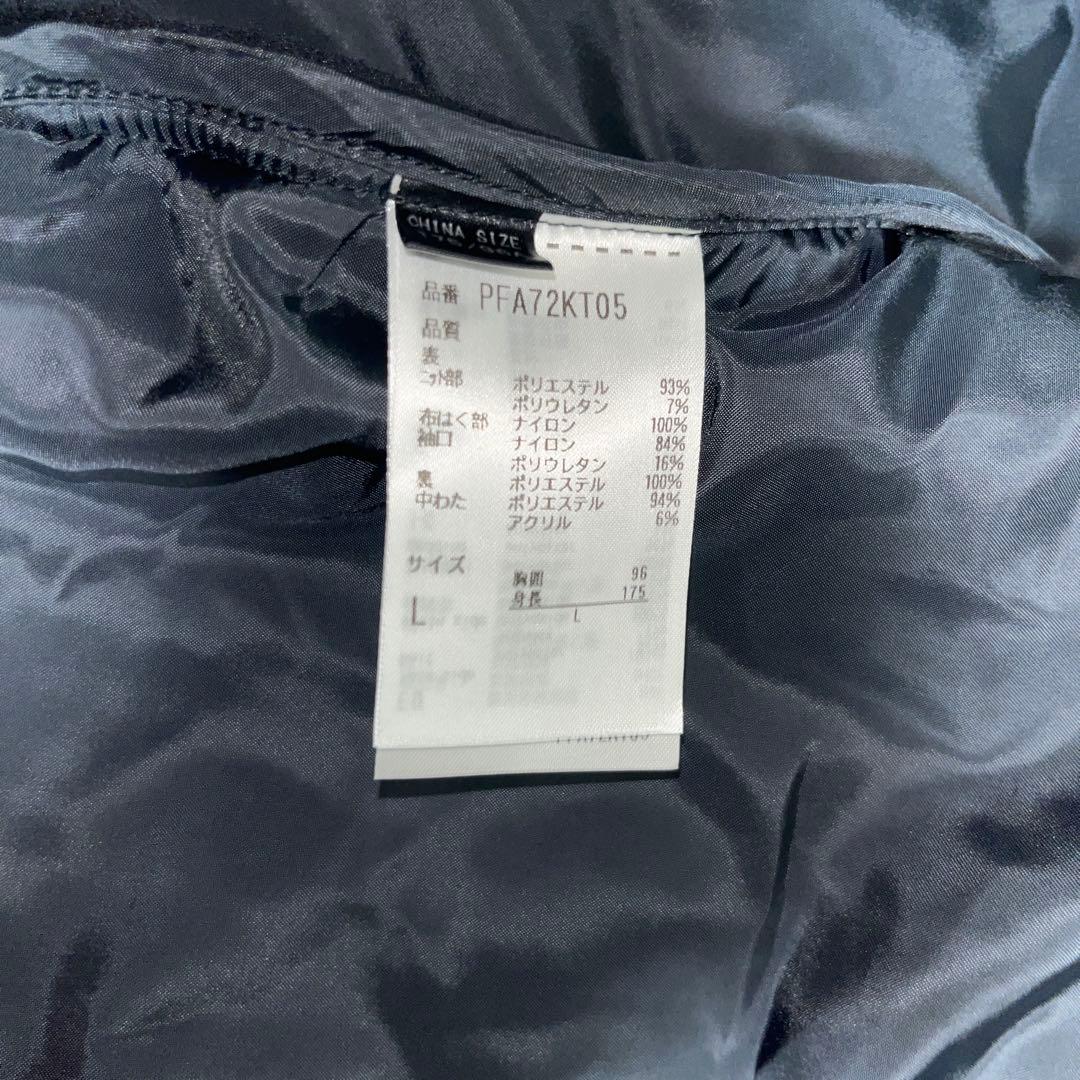 CHINA SIZE
品番 PFA72KT05
品質
表
ニット部 ポリエステル 93%
ポリウレタン 7%
布はく部 ナイロン 100%
袖口 ナイロン 84%
ポリウレタン 16%
裏 ポリエステル 100%
中わた ポリエステル 94%
アクリル 6%
サイズ 胸囲 96
身長 175
L L